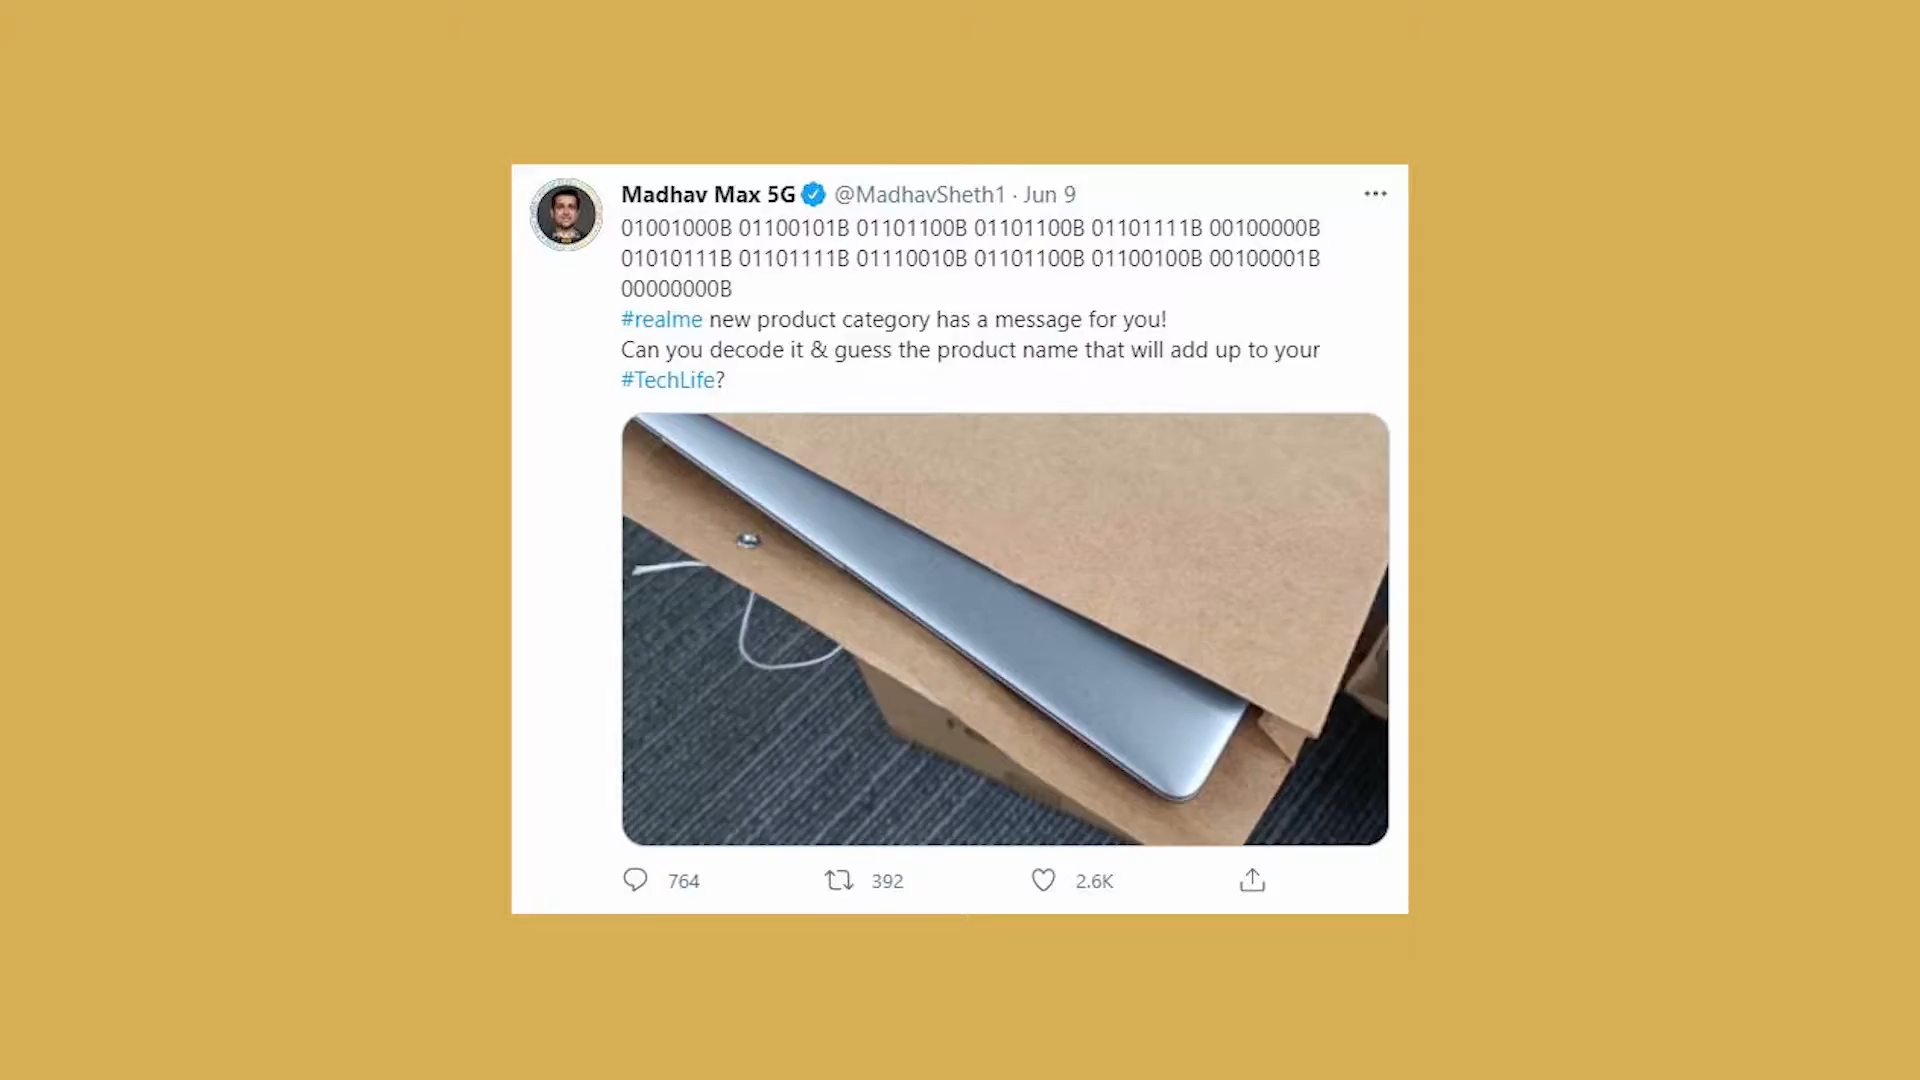 Madhav Max 5G @MadhavSheth1 · Jun 9
01001000B 01100101B 01101100B 01101100B 01101111B 00100000B
01010111B 01101111B 01110010B 01101100B 01100100B 00100001B
00000000B
#realme new product category has a message for you!
Can you decode it & guess the product name that will add up to your
#TechLife?
764 392 2.6K